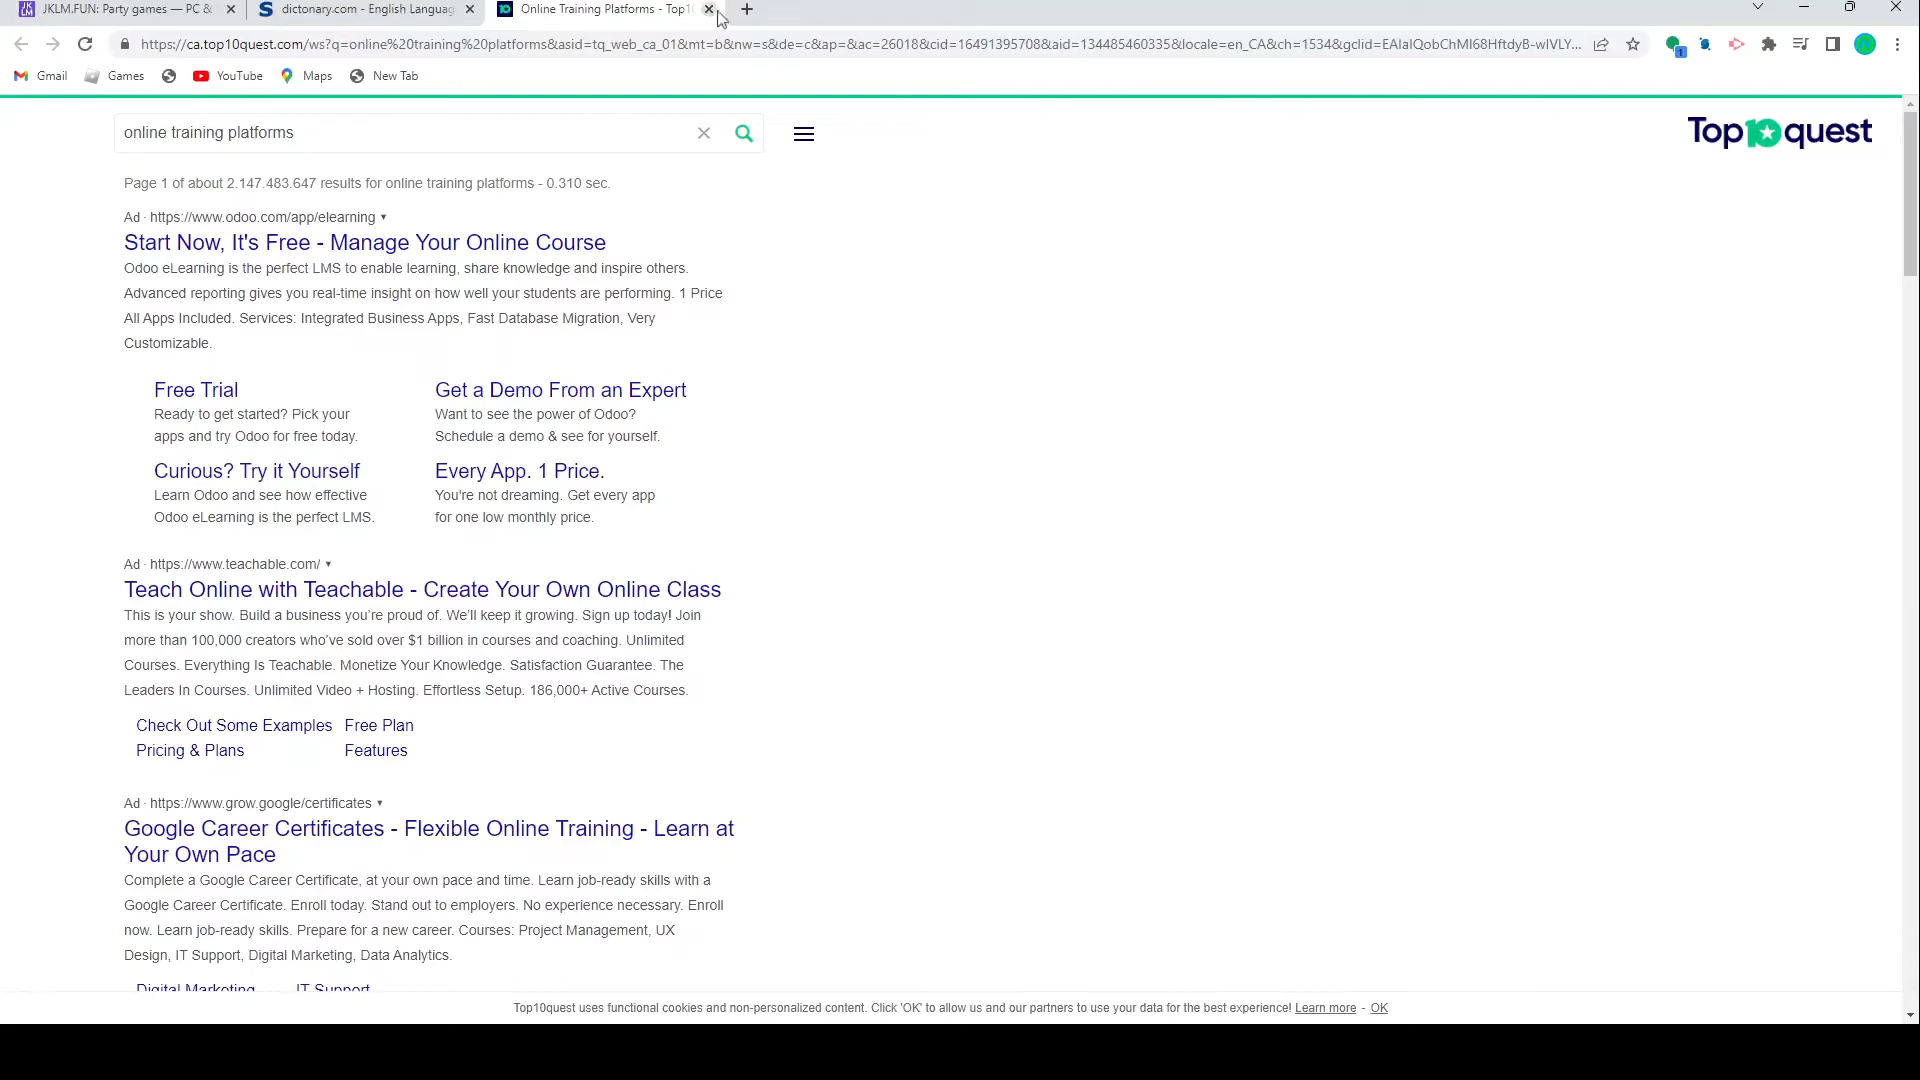 JKLM.FUN: Party games — PC &
dictonary.com - English Languag
Online Training Platforms - Top10
https://ca.top10quest.com/ws?q=online%20training%20platforms&asid=tq_web_ca_01&mt=b&nw=s&de=c&ap=&ac=26018&cid=16491395708&aid=134485460335&locale=en_CA&ch=1534&gclid=EAIaIQobChMI68HftdyB-wIVLY...
Gmail
Games
YouTube
Maps
New Tab
online training platforms
Top10quest
Page 1 of about 2.147.483.647 results for online training platforms - 0.310 sec.
Ad · https://www.odoo.com/app/elearning ▾
Start Now, It's Free - Manage Your Online Course
Odoo eLearning is the perfect LMS to enable learning, share knowledge and inspire others.
Advanced reporting gives you real-time insight on how well your students are performing. 1 Price
All Apps Included. Services: Integrated Business Apps, Fast Database Migration, Very
Customizable.
Free Trial
Ready to get started? Pick your
apps and try Odoo for free today.
Get a Demo From an Expert
Want to see the power of Odoo?
Schedule a demo & see for yourself.
Curious? Try it Yourself
Learn Odoo and see how effective
Odoo eLearning is the perfect LMS.
Every App. 1 Price.
You're not dreaming. Get every app
for one low monthly price.
Ad · https://www.teachable.com/ ▾
Teach Online with Teachable - Create Your Own Online Class
This is your show. Build a business you're proud of. We'll keep it growing. Sign up today! Join
more than 100,000 creators who've sold over $1 billion in courses and coaching. Unlimited
Courses. Everything Is Teachable. Monetize Your Knowledge. Satisfaction Guarantee. The
Leaders In Courses. Unlimited Video + Hosting. Effortless Setup. 186,000+ Active Courses.
Check Out Some Examples
Free Plan
Pricing & Plans
Features
Ad · https://www.grow.google/certificates ▾
Google Career Certificates - Flexible Online Training - Learn at
Your Own Pace
Complete a Google Career Certificate, at your own pace and time. Learn job-ready skills with a
Google Career Certificate. Enroll today. Stand out to employers. No experience necessary. Enroll
now. Learn job-ready skills. Prepare for a new career. Courses: Project Management, UX
Design, IT Support, Digital Marketing, Data Analytics.
Digital Marketing
IT Support
Top10quest uses functional cookies and non-personalized content. Click 'OK' to allow us and our partners to use your data for the best experience! Learn more - OK